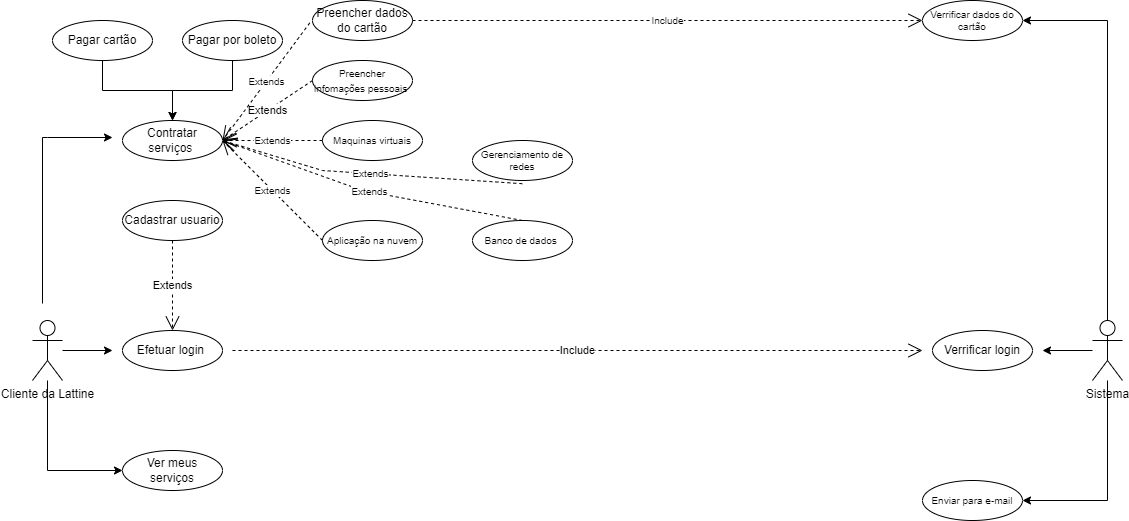 Preencher dados
do cartão
Include
Verrificar dados do
cartão
Pagar cartão
Pagar por boleto
Extends
Preencher
infomações pessoais
Extends
Contratar
serviços
Extends
Maquinas virtuais
Gerenciamento de
redes
Extends
Extends
Extends
Cadastrar usuario
Aplicação na nuvem
Banco de dados
Extends
Efetuar login
Include
Verrificar login
Cliente da Lattine
Sistema
Ver meus
serviços
Enviar para e-mail